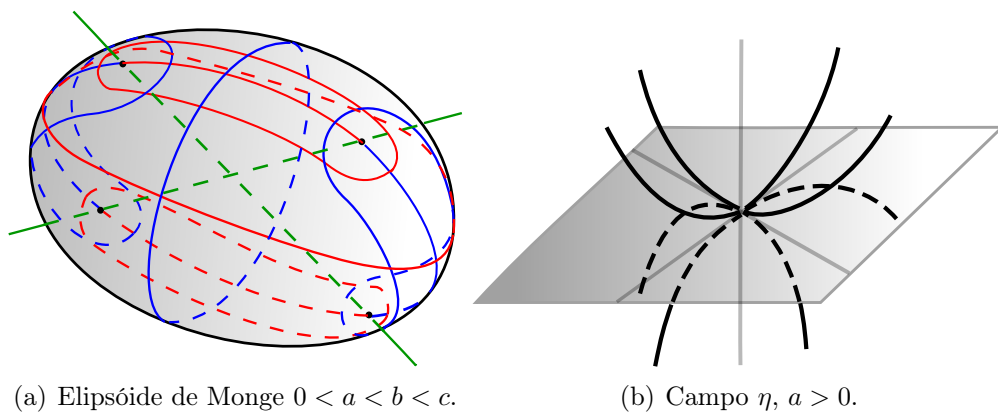 (a) Elipsóide de Monge 0 < a < b < c.
(b) Campo η, a > 0.